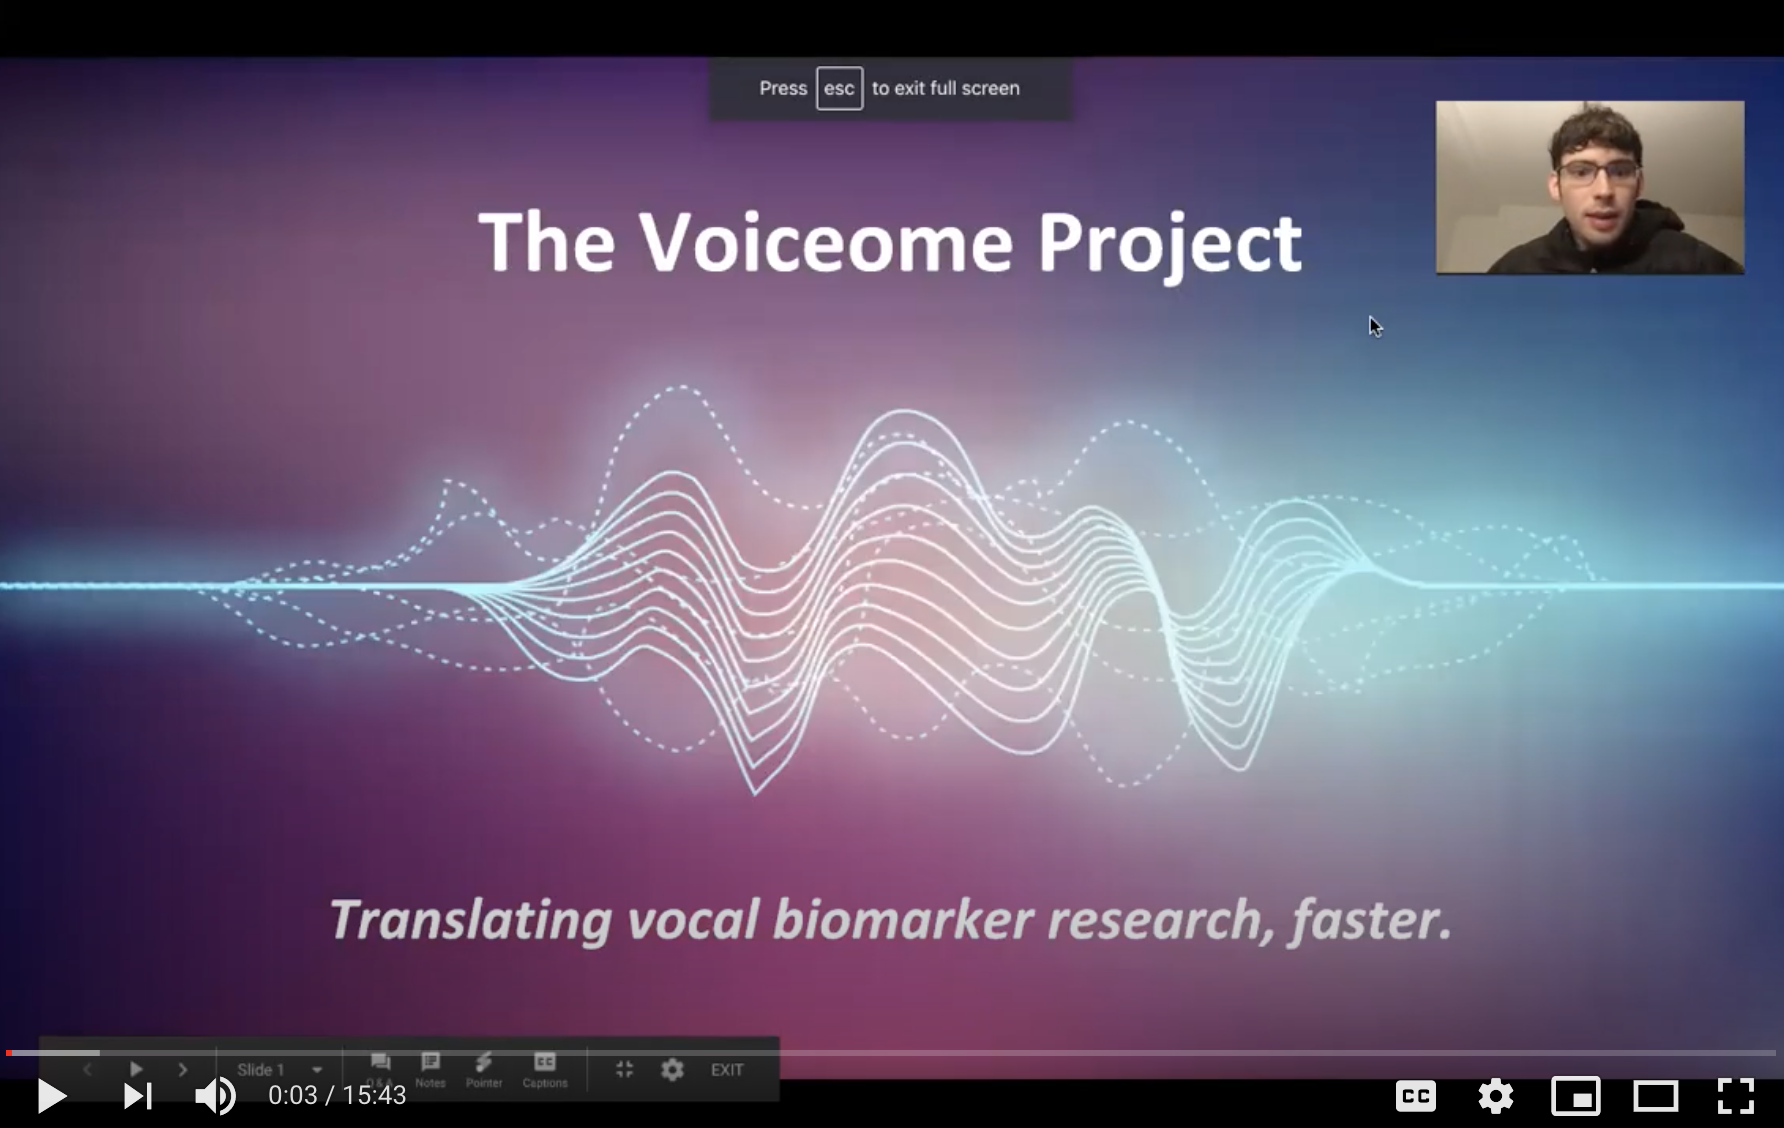 Press esc to exit full screen
The Voiceome Project
Translating vocal biomarker research, faster.
Slide 1
Q&A Notes Pointer Captions
CC
EXIT
0:03 / 15:43
CC